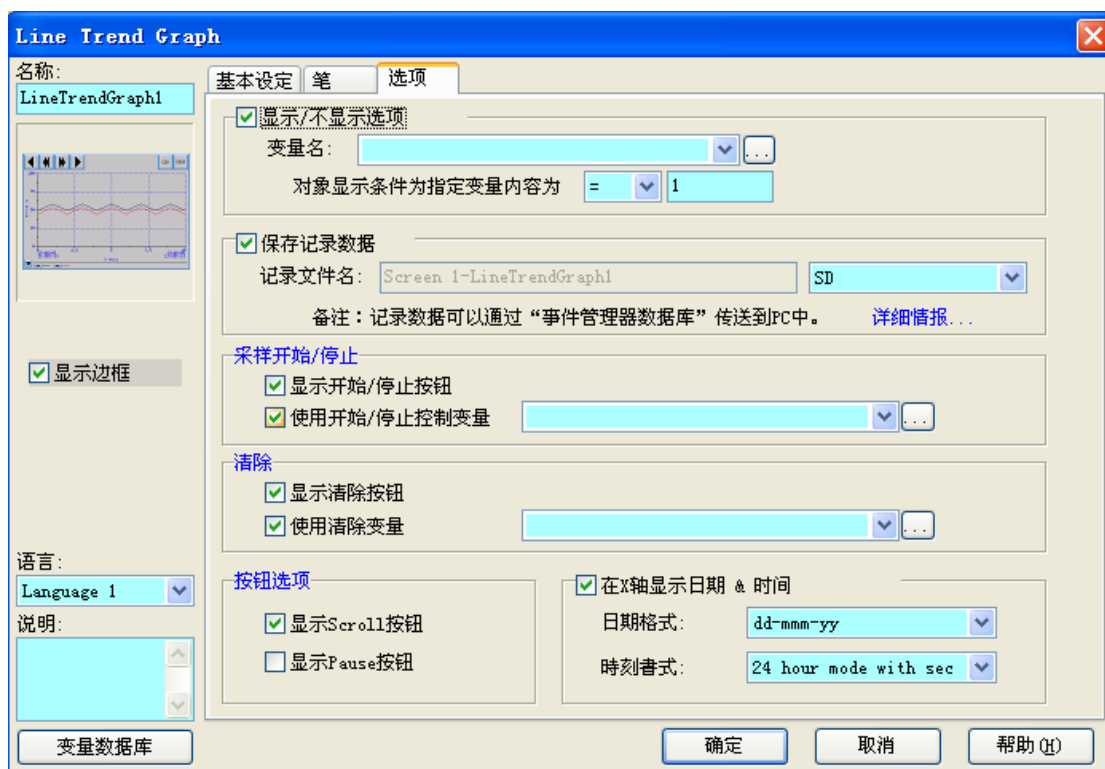 Line Trend Graph
名称:
LineTrendGraph1
显示边框
语言:
Language 1
说明:
变量数据库
基本设定 笔 选项
显示/不显示选项
变量名: ...
对象显示条件为指定变量内容为 = 1
保存记录数据
记录文件名: Screen 1-LineTrendGraph1 SD
备注：记录数据可以通过“事件管理器数据库”传送到PC中。 详细情报...
采样开始/停止
显示开始/停止按钮
使用开始/停止控制变量 ...
清除
显示清除按钮
使用清除变量 ...
按钮选项
显示Scroll按钮
显示Pause按钮
在X轴显示日期 & 时间
日期格式: dd-mmm-yy
時刻書式: 24 hour mode with sec
确定 取消 帮助(H)